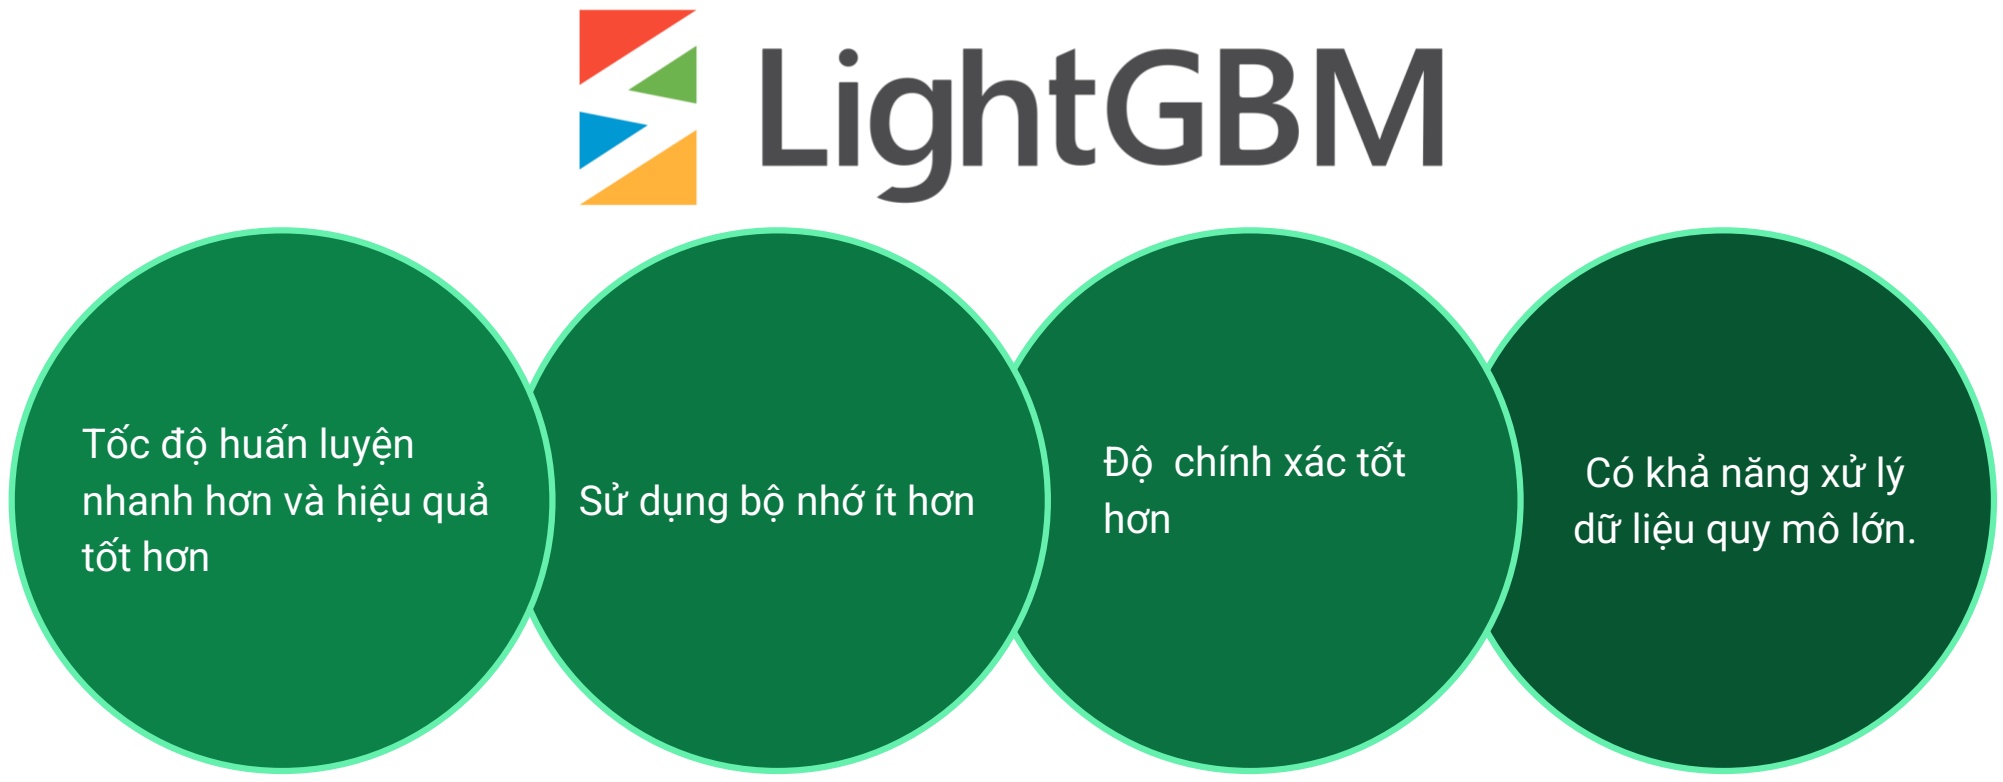 LightGBM
Tốc độ huấn luyện
nhanh hơn và hiệu quả
tốt hơn
Sử dụng bộ nhớ ít hơn
Độ  chính xác tốt
hơn
Có khả năng xử lý
dữ liệu quy mô lớn.